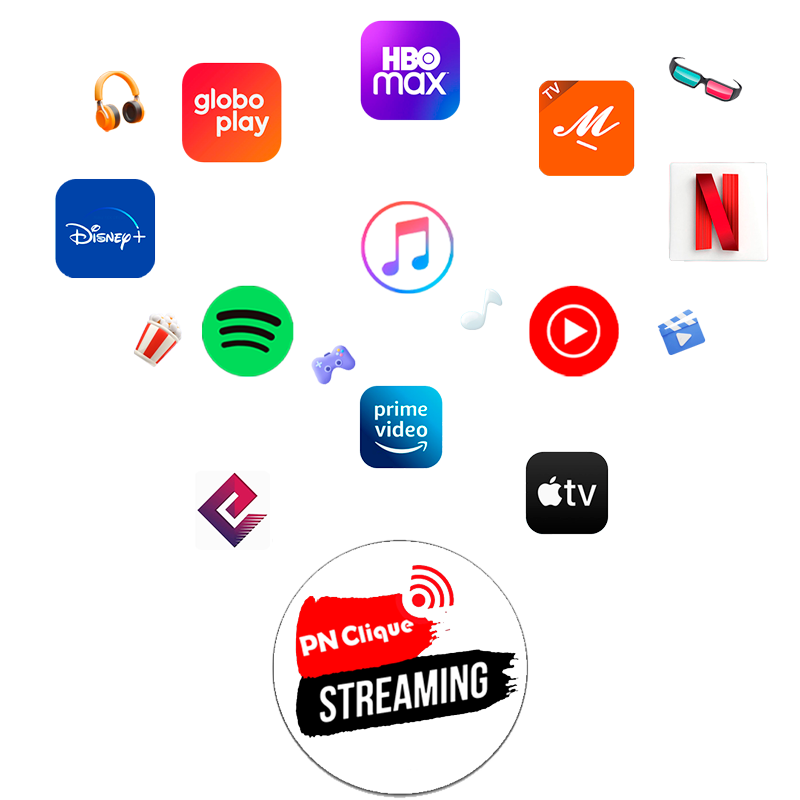 HBO
max
globo
play
TV
M
Disney+
N
prime
video
tv
e
PN Clique
STREAMING